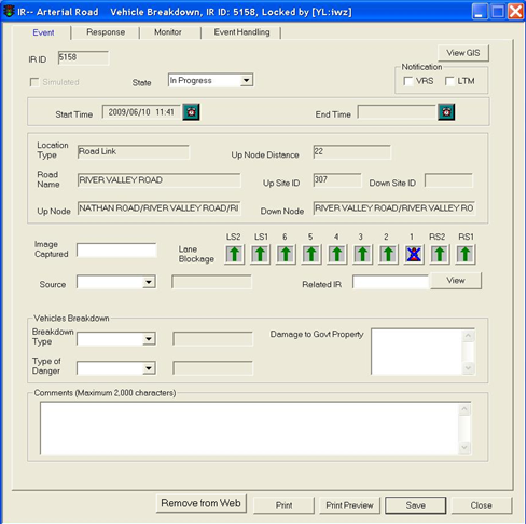 IR-- Arterial Road    Vehicle Breakdown, IR ID: 5158, Locked by [YL:iwz]
Event Response Monitor Event Handling
IR ID 5158 View GIS
Notification
Simulated State In Progress VIRS LTM
Start Time 2009/06/10 11:41 End Time
Location Type Road Link Up Node Distance 22
Road Name RIVER VALLEY ROAD Up Site ID 307 Down Site ID
Up Node NATHAN ROAD/RIVER VALLEY ROAD/RI Down Node RIVER VALLEY ROAD/RIVER VALLEY RO
LS2 LS1 6 5 4 3 2 1 RS2 RS1
Image Captured Lane Blockage
Source Related IR View
Vehicles Breakdown
Breakdown Type Damage to Govt Property
Type of Danger
Comments (Maximum 2,000 characters)
Remove from Web Print Print Preview Save Close